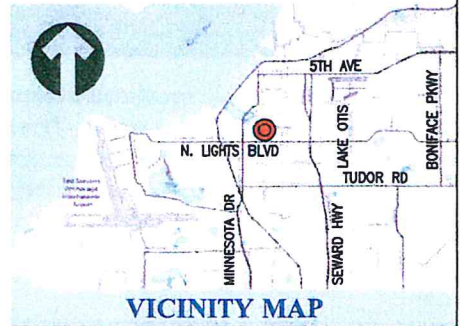 5TH AVE
N. LIGHTS BLVD
LAKE OTIS
BONIFACE PKWY
TUDOR RD
MINNESOTA DR
SEWARD HWY
VICINITY MAP